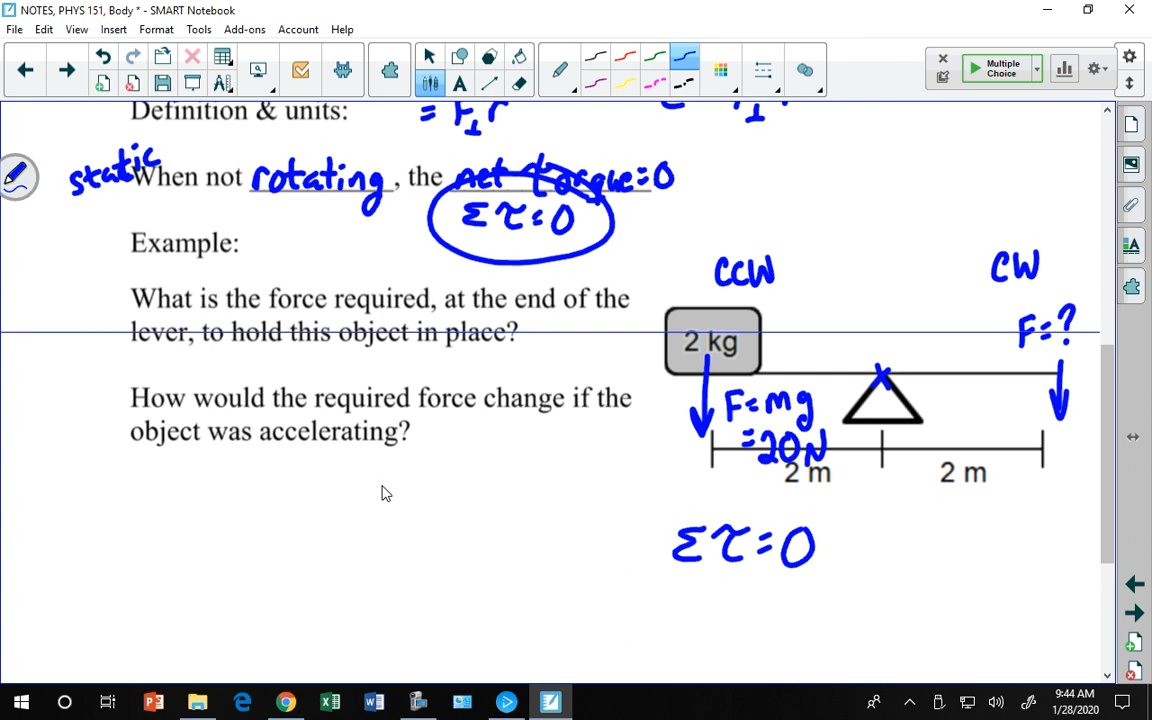 NOTES, PHYS 151, Body * - SMART Notebook
File Edit View Insert Format Tools Add-ons Account Help
Multiple Choice
Definition & units: = F⊥r
static
When not rotating, the net torque = 0
Στ = 0
Example:
CCW CW
What is the force required, at the end of the
lever, to hold this object in place?
2 kg
F=?
How would the required force change if the
object was accelerating?
F=mg
=20N
2 m 2 m
Στ=0
9:44 AM
1/28/2020